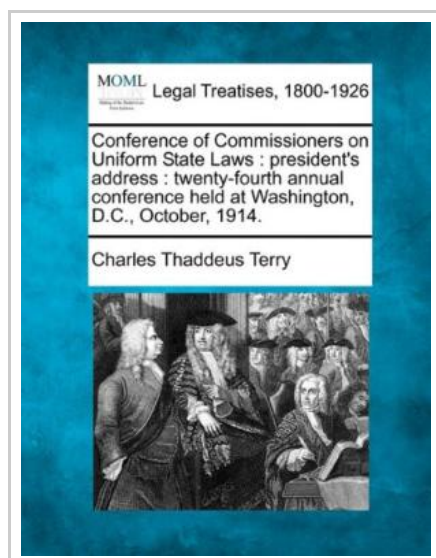 MOML
Legal Treatises, 1800-1926
Conference of Commissioners on
Uniform State Laws : president's
address : twenty-fourth annual
conference held at Washington,
D.C., October, 1914.
Charles Thaddeus Terry